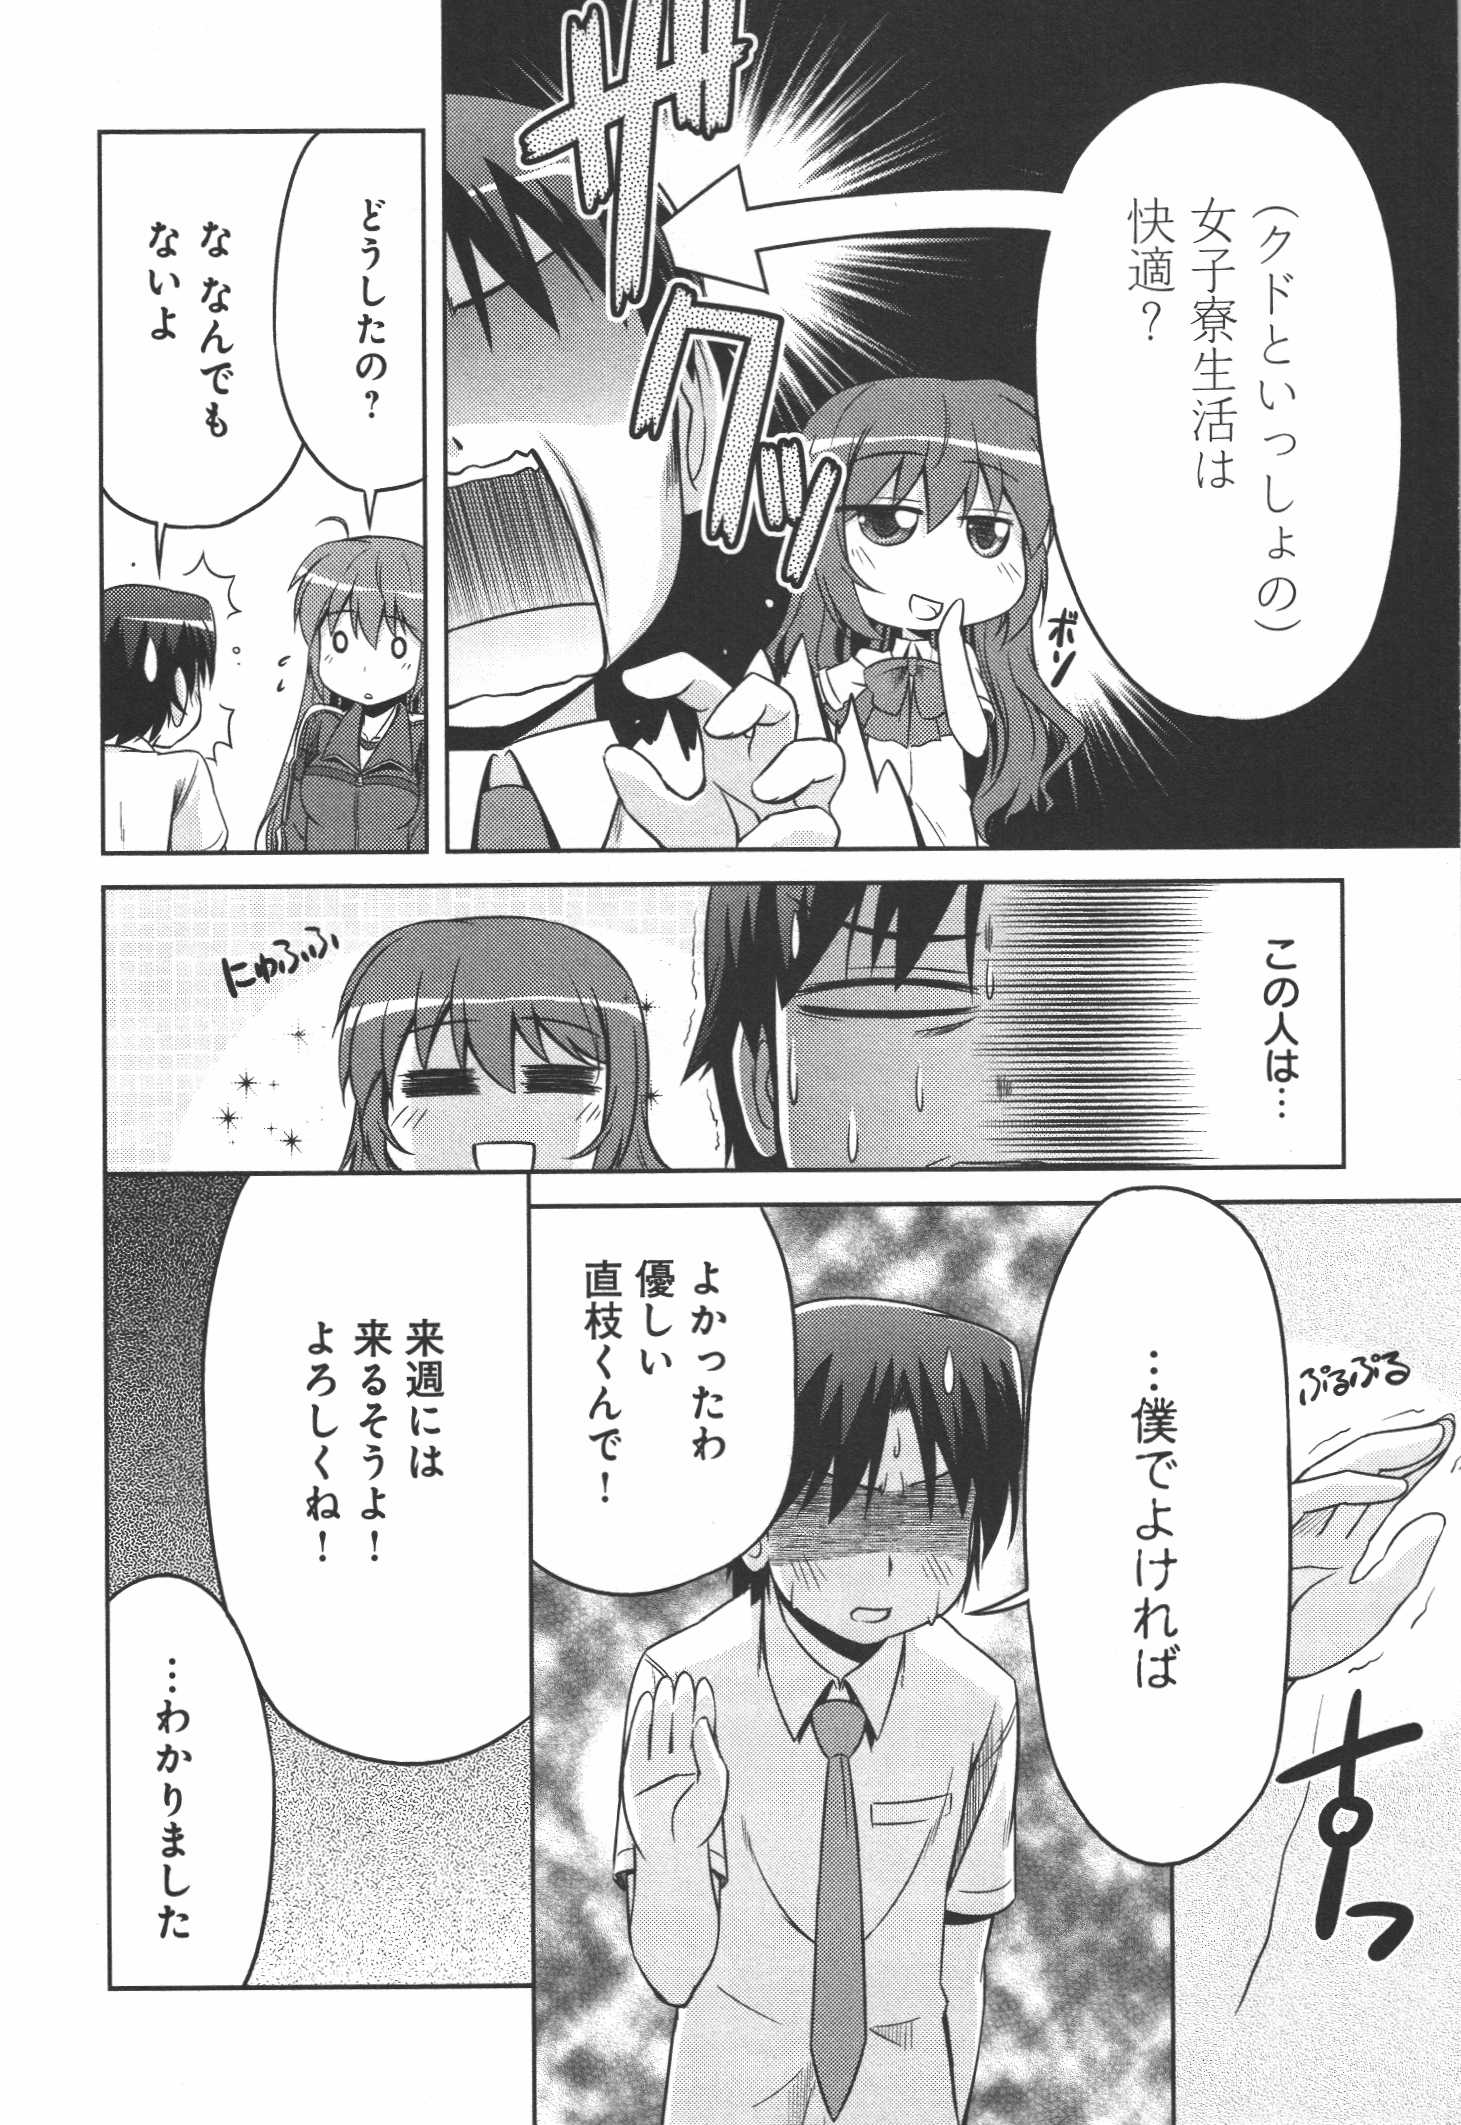 (クドといっしょの)
女子寮生活は
快適?
ボソ
ザ
クッ
どうしたの?
な なんでも
ないよ
この人は…
にゅふふふ
ぷるぷる
すっ
…僕でよければ
よかったわ
優しい
直枝くんで!
来週には
来るそうよ!
よろしくね!
…わかりました